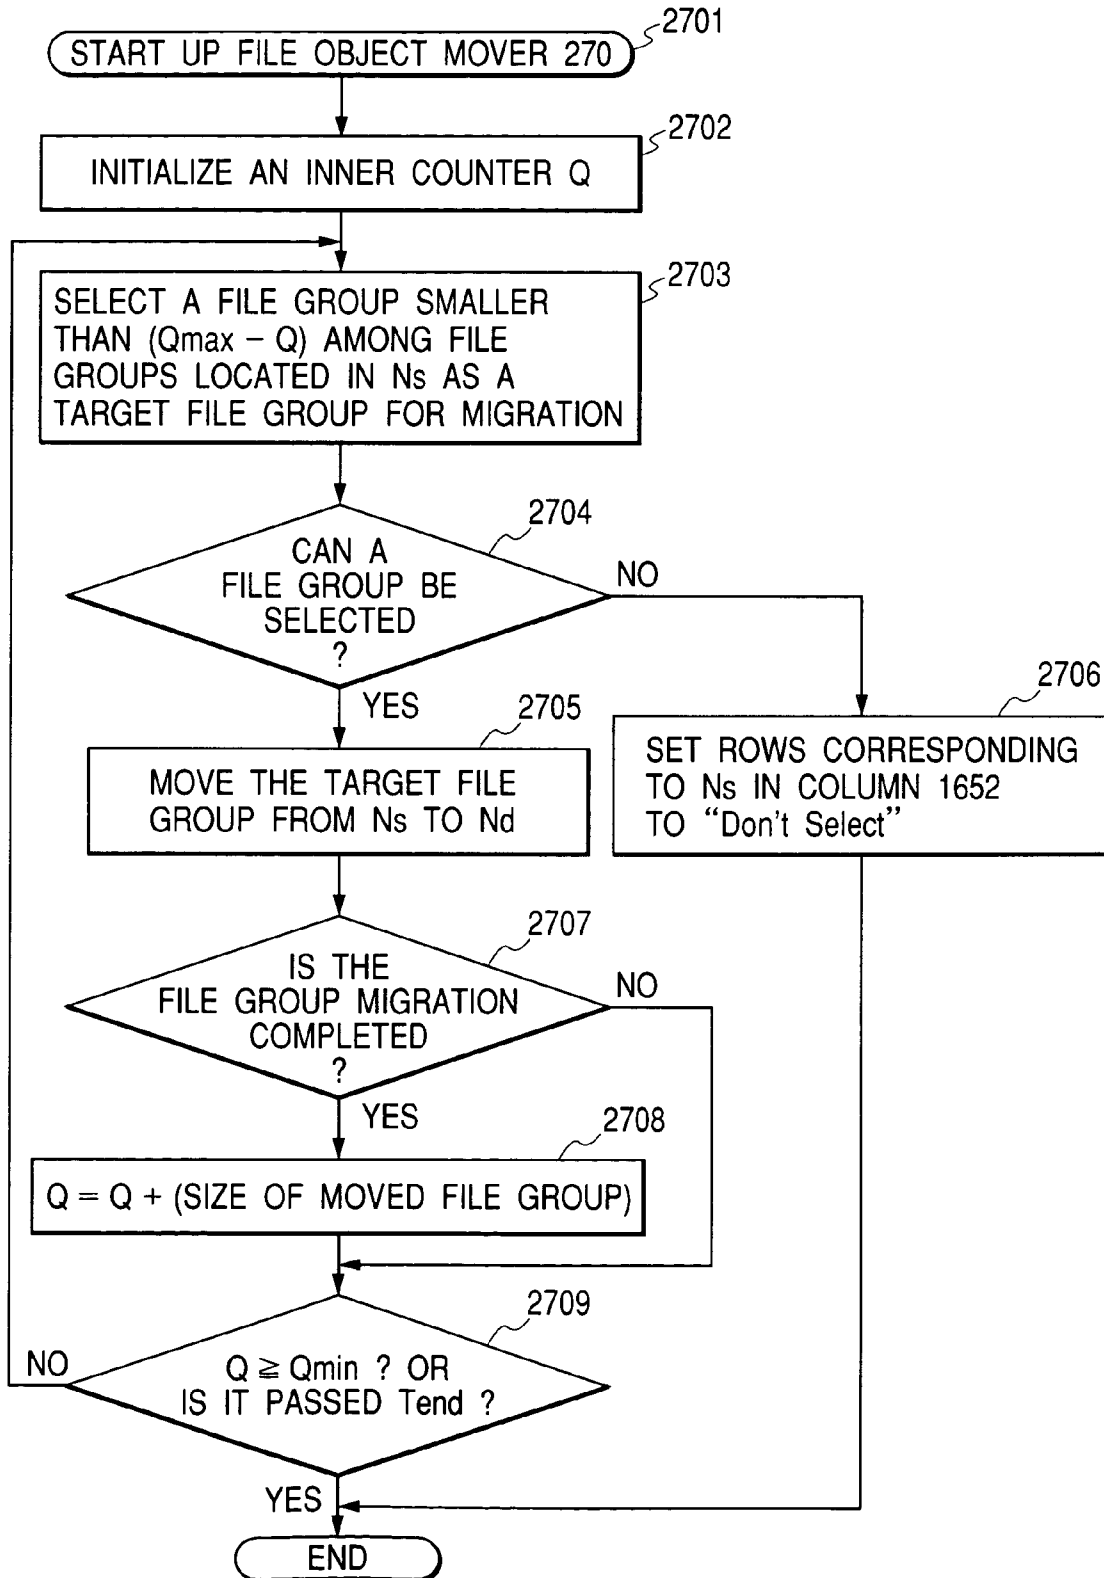 START UP FILE OBJECT MOVER 270
2701
2702
INITIALIZE AN INNER COUNTER Q
2703
SELECT A FILE GROUP SMALLER
THAN (Qmax – Q) AMONG FILE
GROUPS LOCATED IN Ns AS A
TARGET FILE GROUP FOR MIGRATION
2704
CAN A
FILE GROUP BE
SELECTED
?
NO
YES
2705
MOVE THE TARGET FILE
GROUP FROM Ns TO Nd
2706
SET ROWS CORRESPONDING
TO Ns IN COLUMN 1652
TO “Don't Select”
2707
IS THE
FILE GROUP MIGRATION
COMPLETED
?
NO
YES
2708
Q = Q + (SIZE OF MOVED FILE GROUP)
2709
Q ≧ Qmin ? OR
IS IT PASSED Tend ?
NO
YES
END